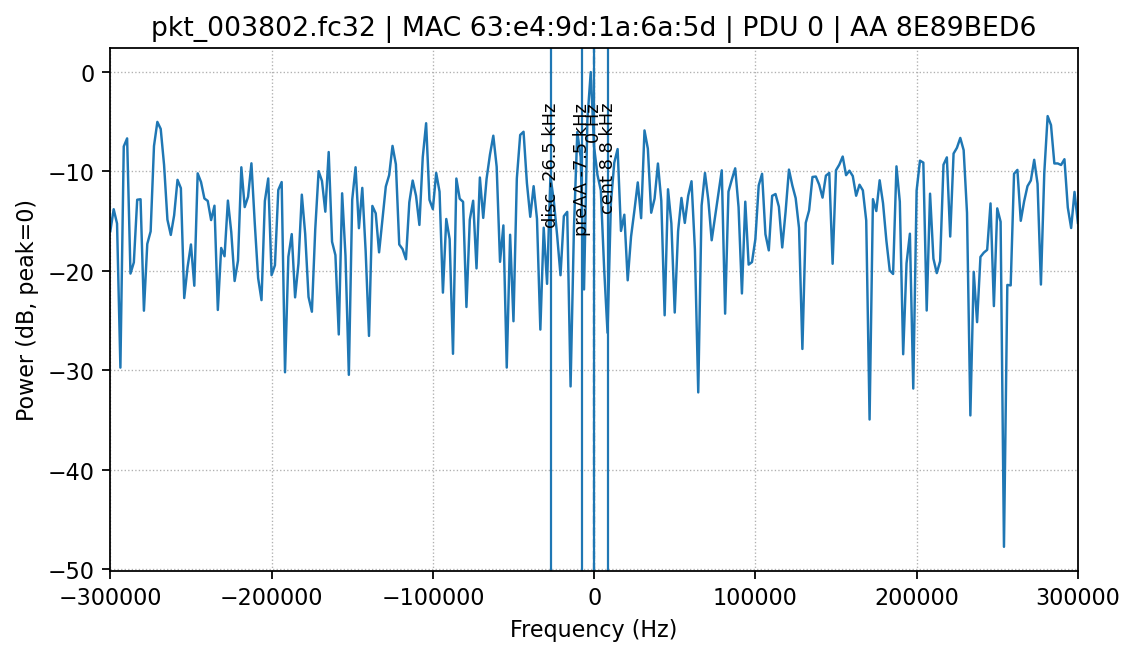 pkt_003802.fc32 | MAC 63:e4:9d:1a:6a:5d | PDU 0 | AA 8E89BED6
Power (dB, peak=0)
0
−10
−20
−30
−40
−50
disc -26.5 kHz
preAA -7.5 kHz
0 Hz
cent 8.8 kHz
−300000
−200000
−100000
0
100000
200000
300000
Frequency (Hz)